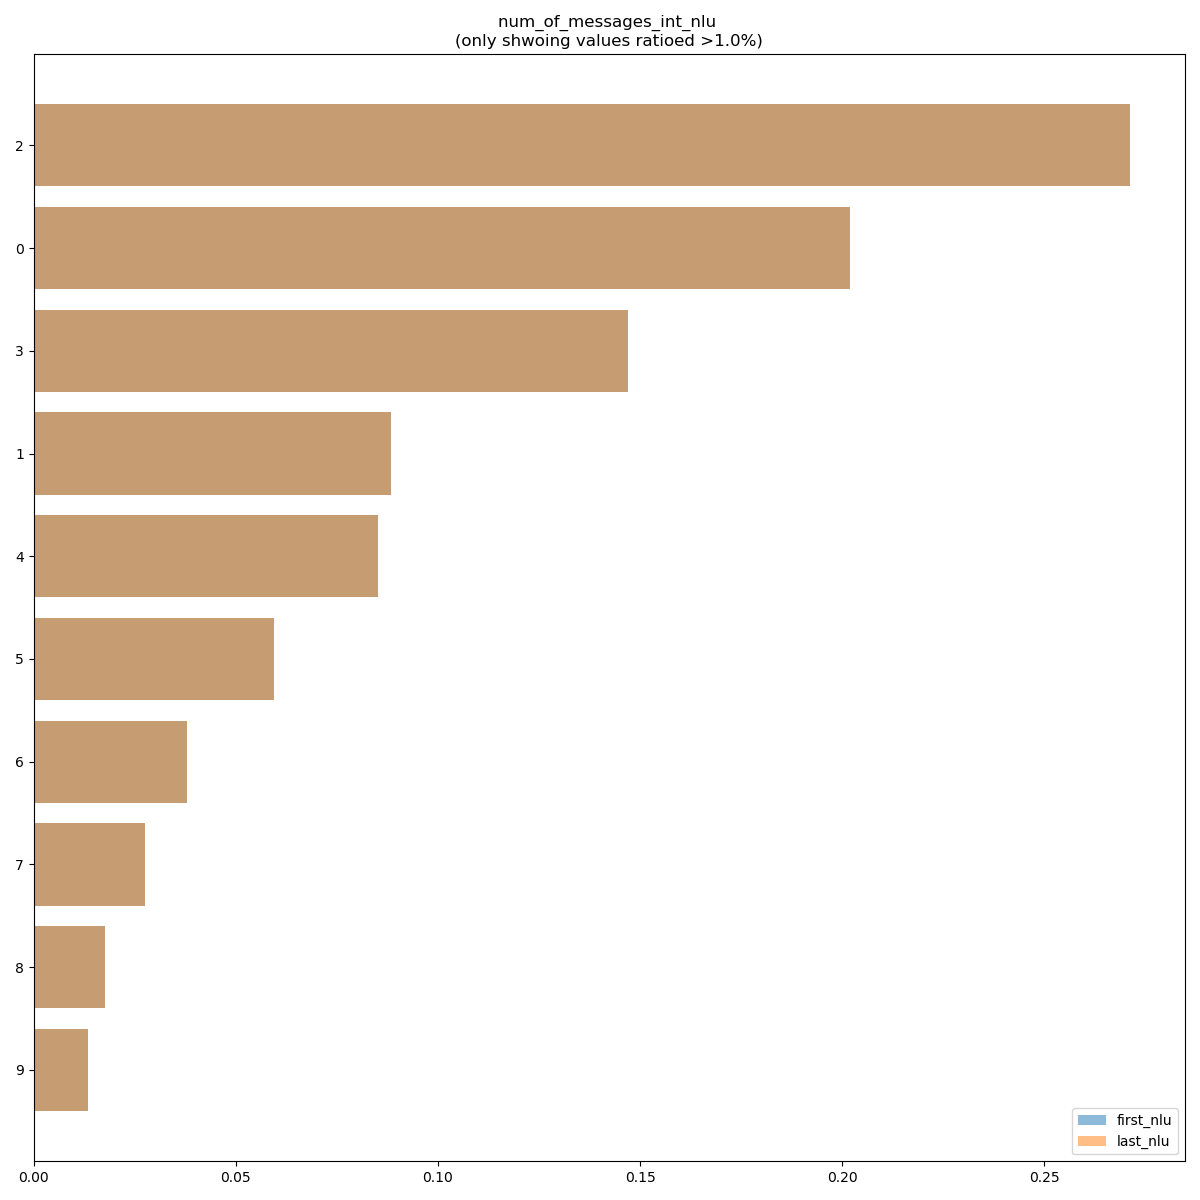 num_of_messages_int_nlu
(only shwoing values ratioed >1.0%)
2
0
3
1
4
5
6
7
8
9
first_nlu
last_nlu
0.00 0.05 0.10 0.15 0.20 0.25